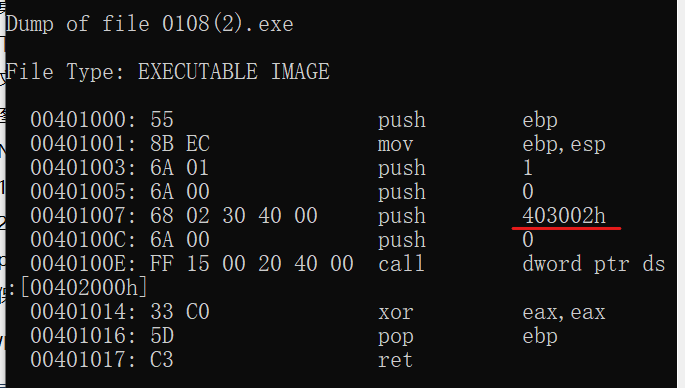 Dump of file 0108(2).exe
File Type: EXECUTABLE IMAGE
00401000: 55 push ebp
00401001: 8B EC mov ebp,esp
00401003: 6A 01 push 1
00401005: 6A 00 push 0
00401007: 68 02 30 40 00 push 403002h
0040100C: 6A 00 push 0
0040100E: FF 15 00 20 40 00 call dword ptr ds
:[00402000h]
00401014: 33 C0 xor eax,eax
00401016: 5D pop ebp
00401017: C3 ret